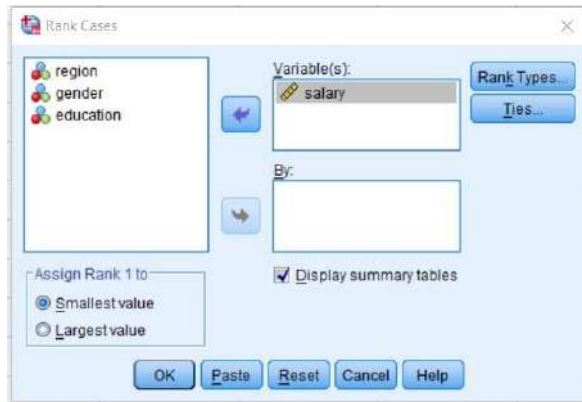 Rank Cases
region
gender
education
Variable(s):
salary
By:
Rank Types...
Ties...
Assign Rank 1 to
Smallest value
Largest value
Display summary tables
OK
Paste
Reset
Cancel
Help